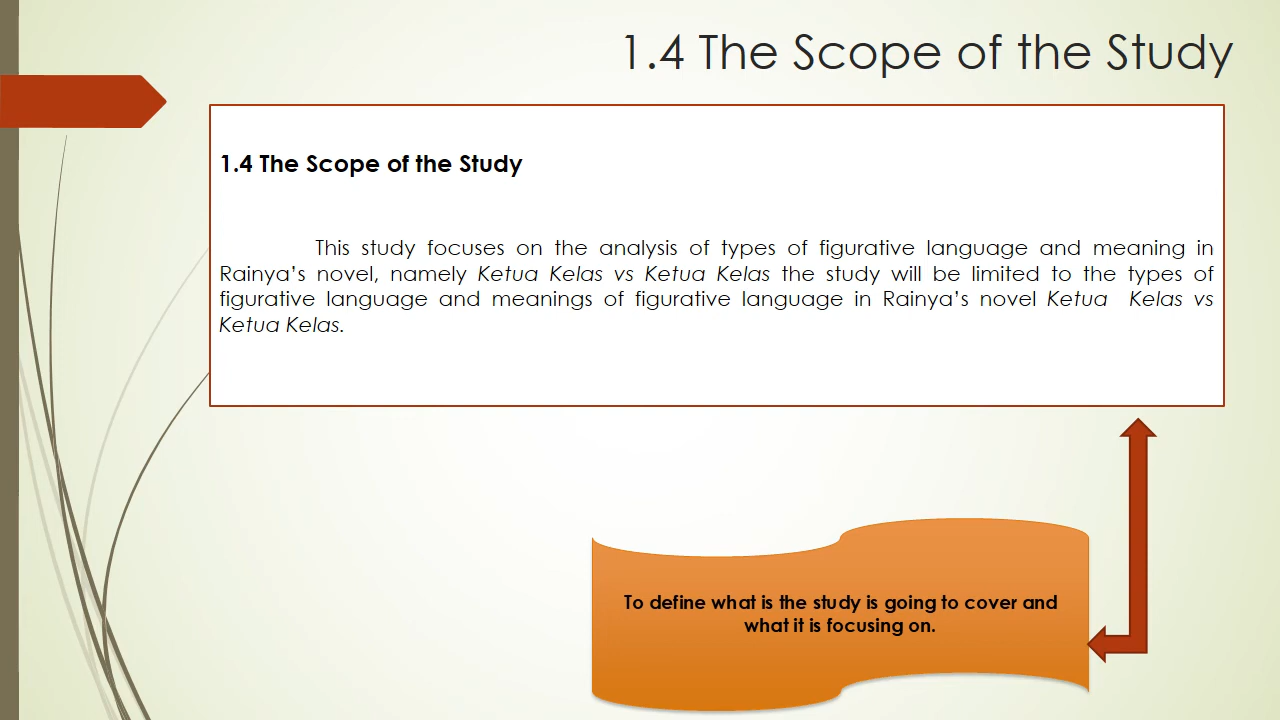 1.4 The Scope of the Study
1.4 The Scope of the Study
This study focuses on the analysis of types of figurative language and meaning in
Rainya’s novel, namely Ketua Kelas vs Ketua Kelas the study will be limited to the types of
figurative language and meanings of figurative language in Rainya’s novel Ketua Kelas vs
Ketua Kelas.
To define what is the study is going to cover and
what it is focusing on.